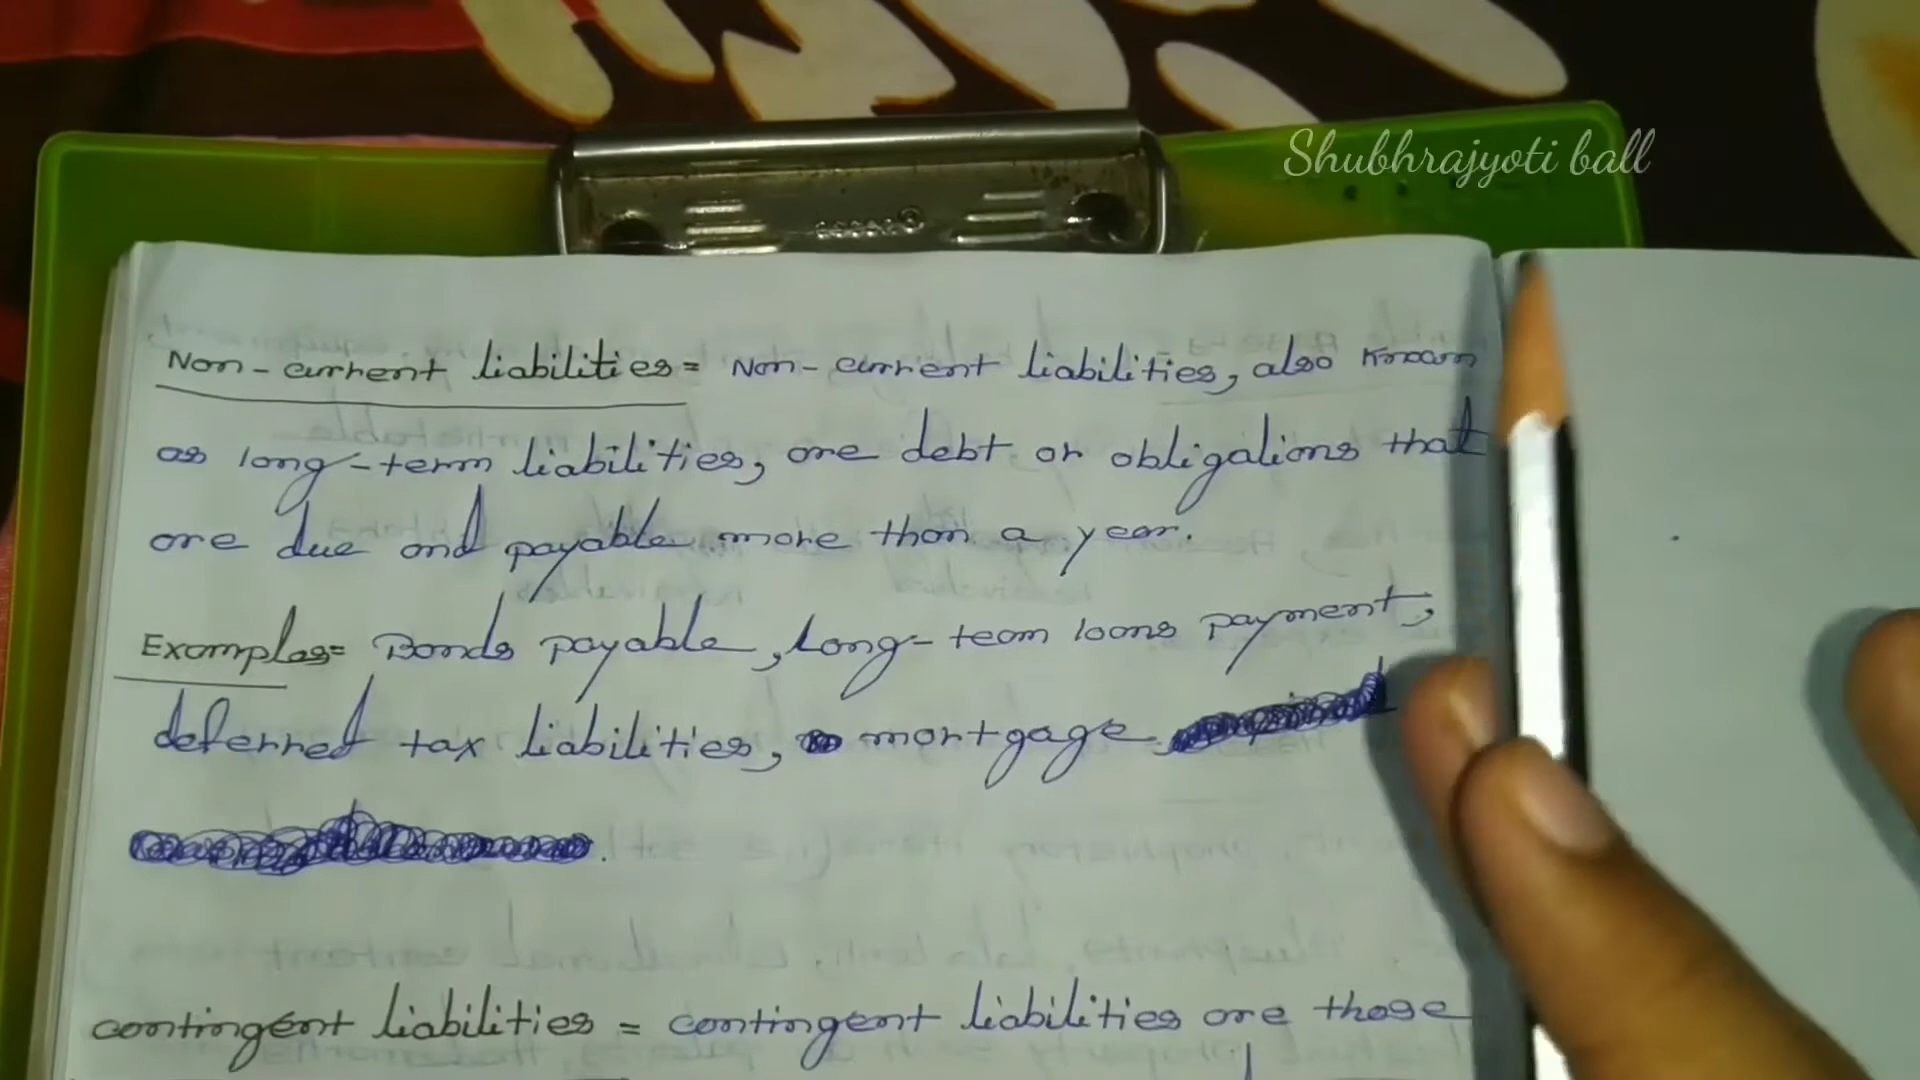 Shubhrajyoti ball
Non-current liabilities = Non-current liabilities, also known
as long-term liabilities, are debt or obligations that
are due and payable more than a year.
Examples = Bonds payable, Long-term loans payment,
deferred tax liabilities, mortgage
contingent liabilities = contingent liabilities are those